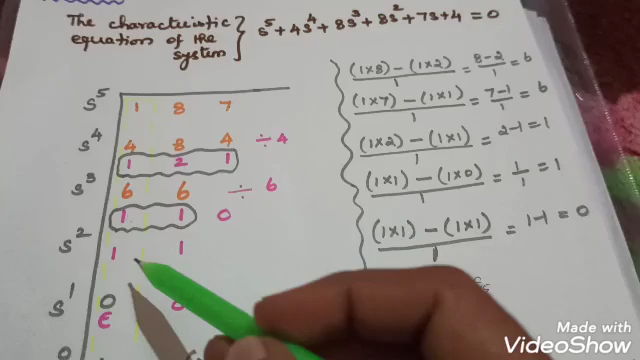 The characteristic
equation of the
system } s⁵ + 4s⁴ + 8s³ + 8s² + 7s + 4 = 0
s⁵ 1 8 7
s⁴ 4 8 4 ÷ 4
1 2 1
s³ 6 6 ÷ 6
1 1 0
s² 1 1
s¹ 0
ε
(1×8) − (1×2) / 1 = 8−2 / 1 = 6
(1×7) − (1×1) / 1 = 7−1 / 1 = 6
(1×2) − (1×1) / 1 = 2−1 = 1
(1×1) − (1×0) / 1 = 1/1 = 1
(1×1) − (1×1) / 1 = 1−1 = 0
Made with
VideoShow